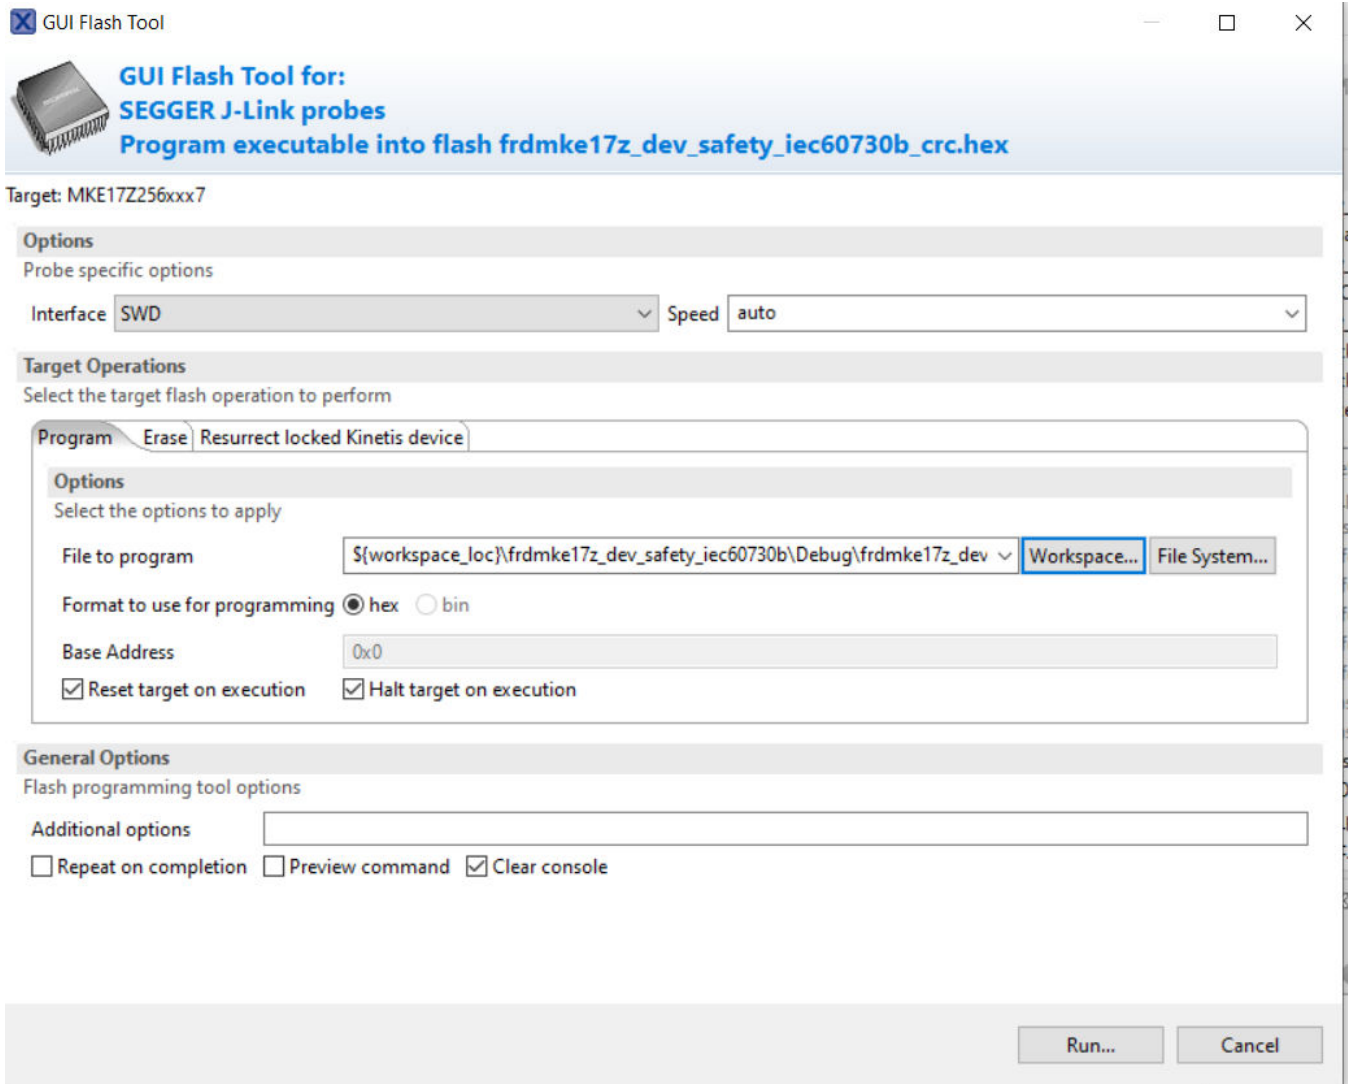 GUI Flash Tool
GUI Flash Tool for:
SEGGER J-Link probes
Program executable into flash frdmke17z_dev_safety_iec60730b_crc.hex
Target: MKE17Z256xxx7
Options
Probe specific options
Interface SWD Speed auto
Target Operations
Select the target flash operation to perform
Program Erase Resurrect locked Kinetis device
Options
Select the options to apply
File to program ${workspace_loc}\frdmke17z_dev_safety_iec60730b\Debug\frdmke17z_dev Workspace... File System...
Format to use for programming hex bin
Base Address 0x0
Reset target on execution Halt target on execution
General Options
Flash programming tool options
Additional options
Repeat on completion Preview command Clear console
Run... Cancel